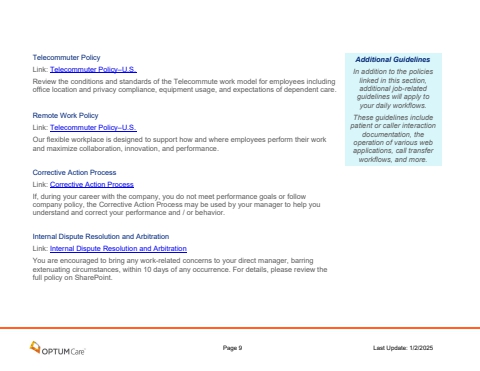 Telecommuter Policy
Link: Telecommuter Policy–U.S.
Review the conditions and standards of the Telecommute work model for employees including
office location and privacy compliance, equipment usage, and expectations of dependent care.
Remote Work Policy
Link: Telecommuter Policy–U.S.
Our flexible workplace is designed to support how and where employees perform their work
and maximize collaboration, innovation, and performance.
Corrective Action Process
Link: Corrective Action Process
If, during your career with the company, you do not meet performance goals or follow
company policy, the Corrective Action Process may be used by your manager to help you
understand and correct your performance and / or behavior.
Internal Dispute Resolution and Arbitration
Link: Internal Dispute Resolution and Arbitration
You are encouraged to bring any work-related concerns to your direct manager, barring
extenuating circumstances, within 10 days of any occurrence. For details, please review the
full policy on SharePoint.
Additional Guidelines
In addition to the policies
linked in this section,
additional job-related
guidelines will apply to
your daily workflows.
These guidelines include
patient or caller interaction
documentation, the
operation of various web
applications, call transfer
workflows, and more.
OPTUMCare
Page 9
Last Update: 1/2/2025